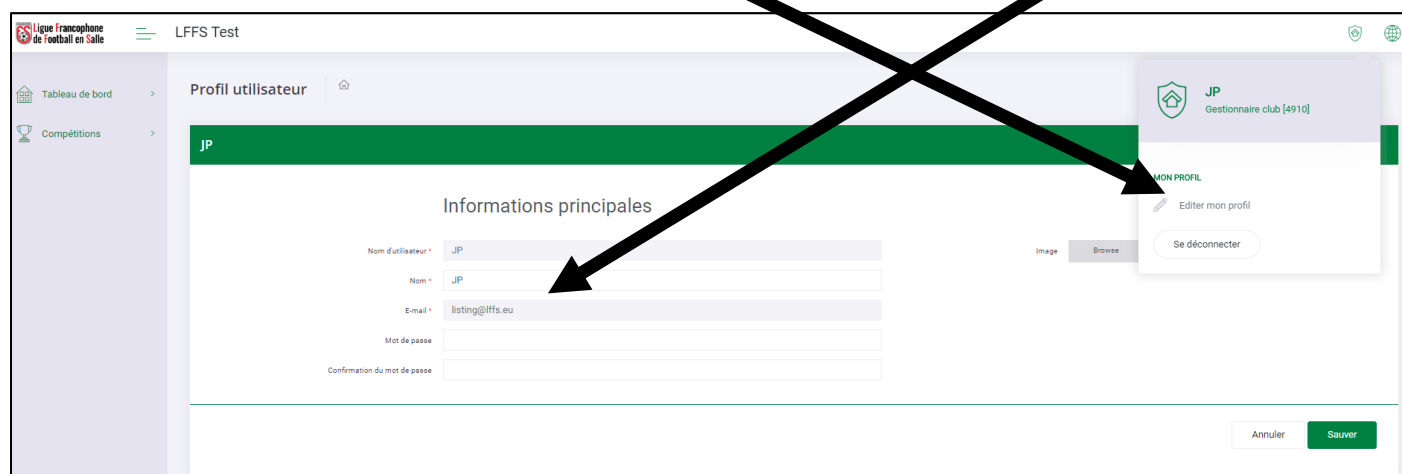 Ligue Francophone
de Football en Salle
LFFS Test
Tableau de bord
Compétitions
Profil utilisateur
JP
Gestionnaire club [4910]
JP
MON PROFIL
Editer mon profil
Se déconnecter
Informations principales
Nom d'utilisateur * JP
Nom * JP
E-mail * listing@lffs.eu
Mot de passe
Confirmation du mot de passe
Image Browse
Annuler Sauver